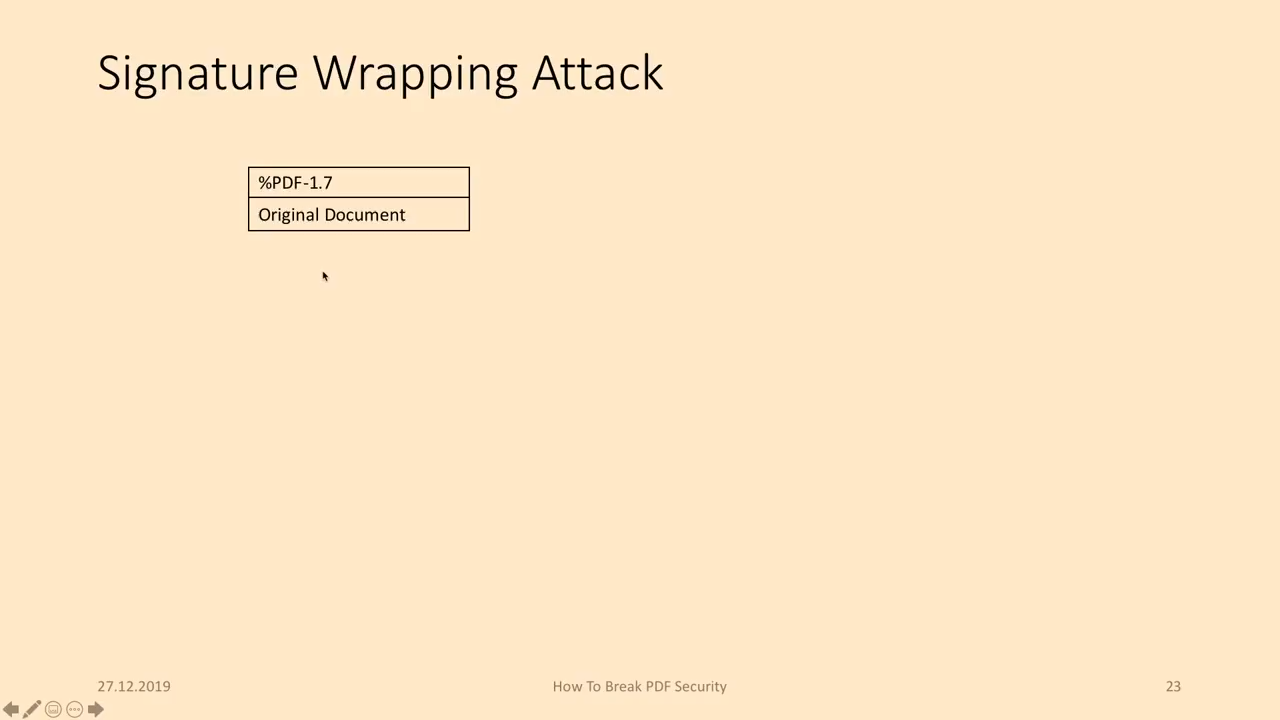 Signature Wrapping Attack
%PDF-1.7
Original Document
27.12.2019
How To Break PDF Security
23